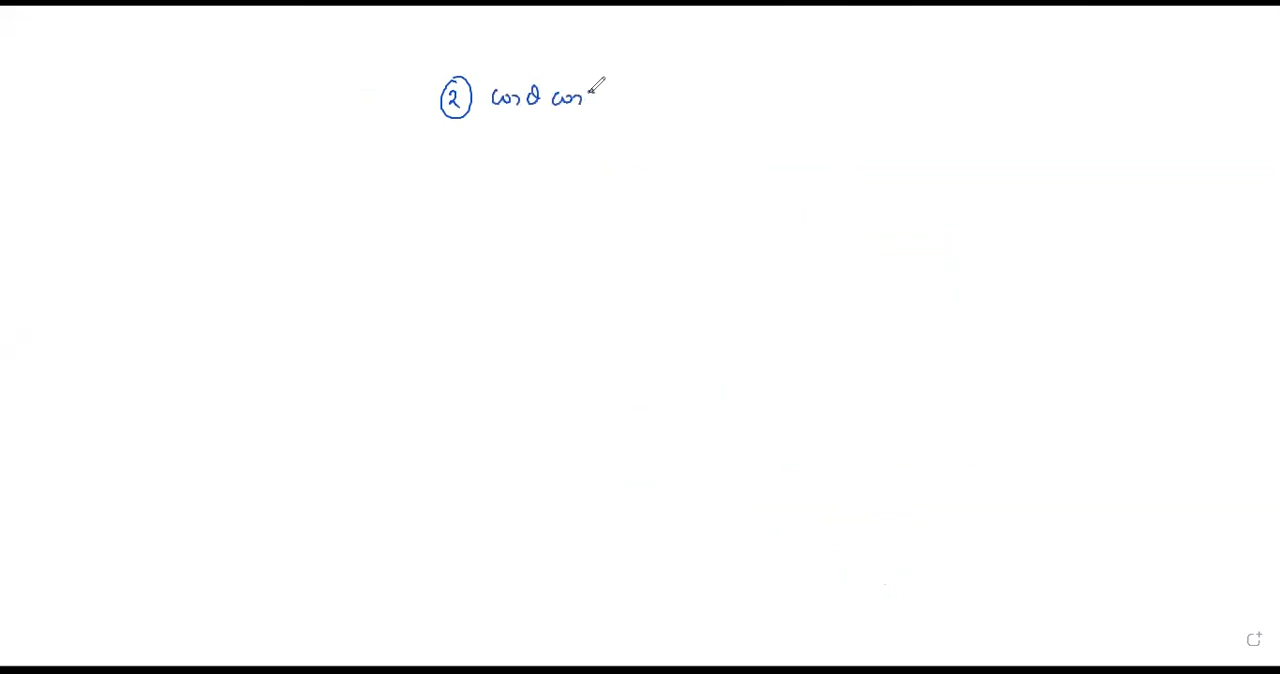 ② cos θ cos